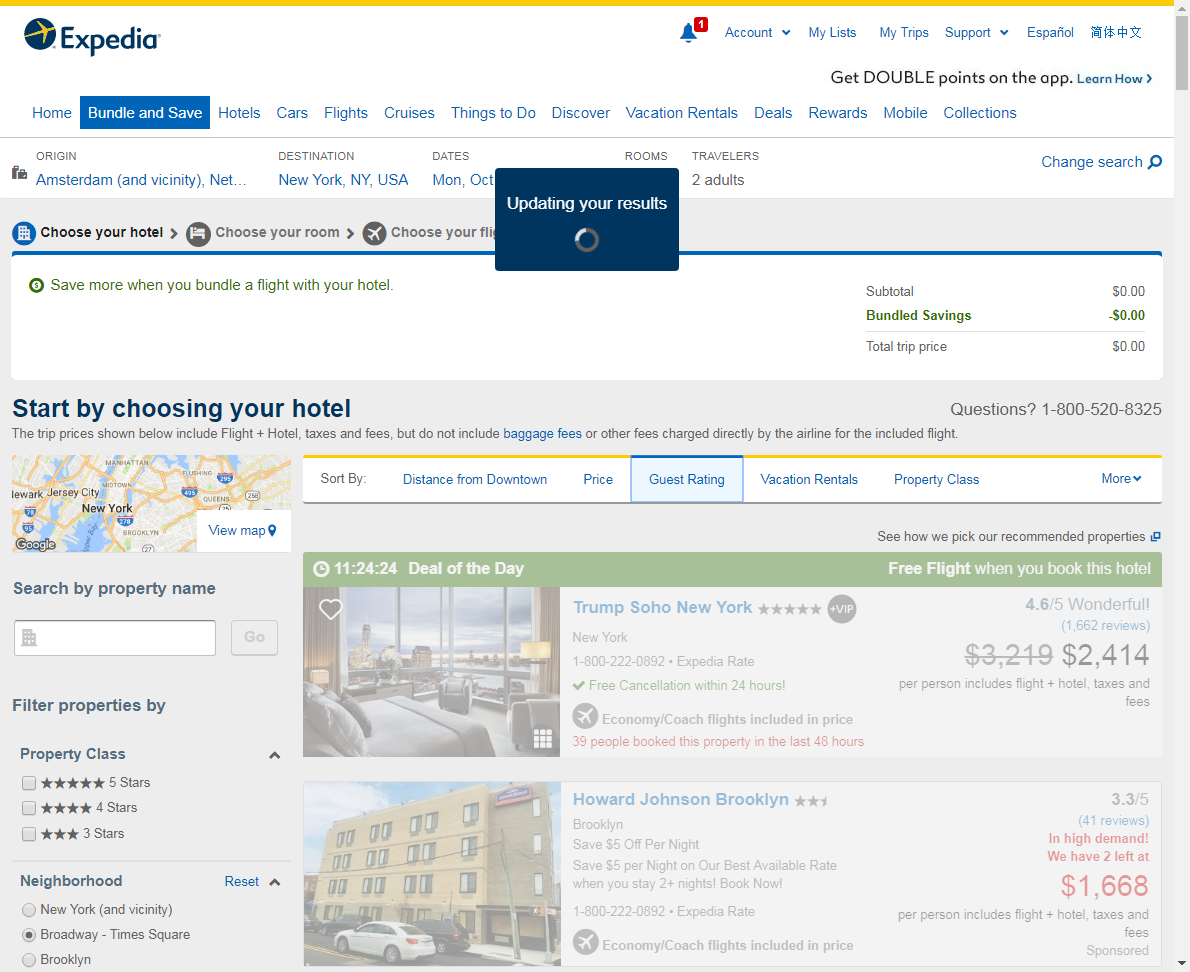 Expedia
1
Account
My Lists
My Trips
Support
Español
简体中文
Get DOUBLE points on the app. Learn How
Home
Bundle and Save
Hotels
Cars
Flights
Cruises
Things to Do
Discover
Vacation Rentals
Deals
Rewards
Mobile
Collections
ORIGIN
DESTINATION
DATES
ROOMS
TRAVELERS
Amsterdam (and vicinity), Net...
New York, NY, USA
Mon, Oct
2 adults
Change search
Updating your results
Choose your hotel
Choose your room
Choose your
Save more when you bundle a flight with your hotel.
Subtotal
$0.00
Bundled Savings
-$0.00
Total trip price
$0.00
Start by choosing your hotel
Questions? 1-800-520-8325
The trip prices shown below include Flight + Hotel, taxes and fees, but do not include baggage fees or other fees charged directly by the airline for the included flight.
MANHATTAN
FLUSHING
295
lewark
Jersey City
MIDTOWN
495
QUEENS
258
78
New York
278
95
BROOKLYN
27
Google
View map
Sort By:
Distance from Downtown
Price
Guest Rating
Vacation Rentals
Property Class
More
See how we pick our recommended properties
Search by property name
Go
Filter properties by
Property Class
5 Stars
4 Stars
3 Stars
Neighborhood
Reset
New York (and vicinity)
Broadway - Times Square
Brooklyn
11:24:24 Deal of the Day
Free Flight when you book this hotel
Trump Soho New York
+VIP
4.6/5 Wonderful!
(1,662 reviews)
New York
$3,219 $2,414
1-800-222-0892 • Expedia Rate
Free Cancellation within 24 hours!
per person includes flight + hotel, taxes and
fees
Economy/Coach flights included in price
39 people booked this property in the last 48 hours
Howard Johnson Brooklyn
3.3/5
(41 reviews)
Brooklyn
Save $5 Off Per Night
In high demand!
We have 2 left at
Save $5 per Night on Our Best Available Rate
when you stay 2+ nights! Book Now!
$1,668
1-800-222-0892 • Expedia Rate
per person includes flight + hotel, taxes and
fees
Economy/Coach flights included in price
Sponsored